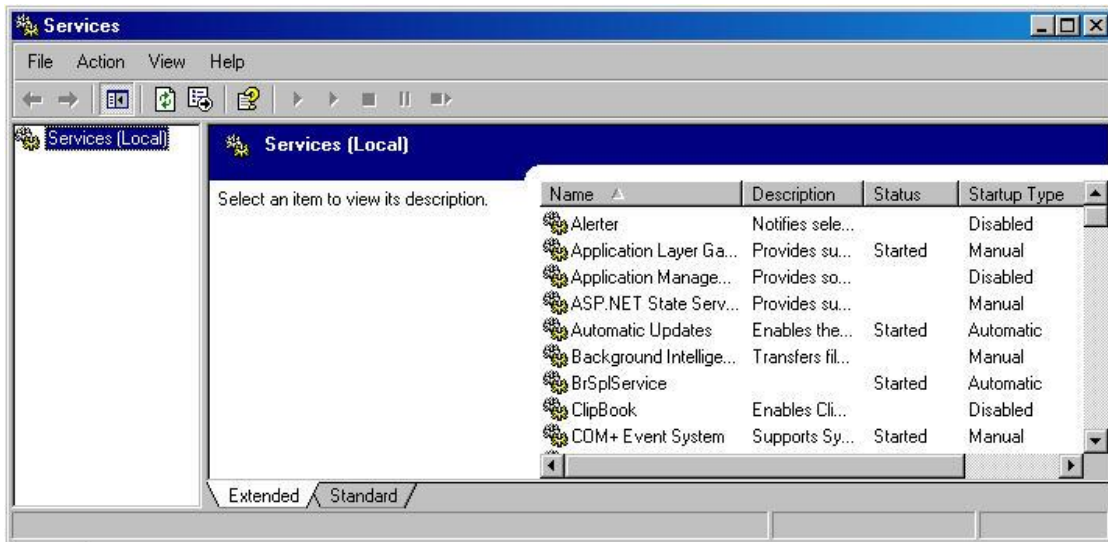 Services
File Action View Help
Services (Local)
Services (Local)
Select an item to view its description.
Name Description Status Startup Type
Alerter Notifies sele... Disabled
Application Layer Ga... Provides su... Started Manual
Application Manage... Provides so... Disabled
ASP.NET State Serv... Provides su... Manual
Automatic Updates Enables the... Started Automatic
Background Intellige... Transfers fil... Manual
BrSplService Started Automatic
ClipBook Enables Cli... Disabled
COM+ Event System Supports Sy... Started Manual
Extended Standard